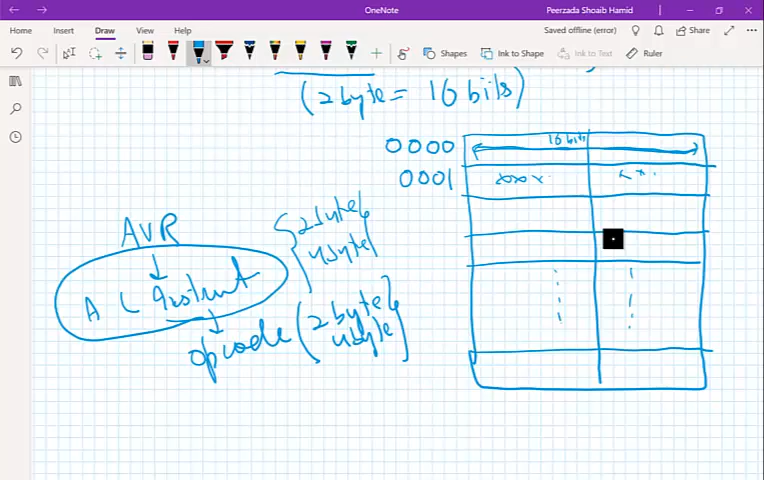 OneNote
Peerzada Shoaib Hamid
Home Insert Draw View Help
Saved offline (error) Share
Shapes Ink to Shape Ink to Text Ruler
(2 byte = 16 bits)
0000 16 bits
0001 xxxx x.
AVR
2 byte
4 byte
opcode (2 byte
4 byte